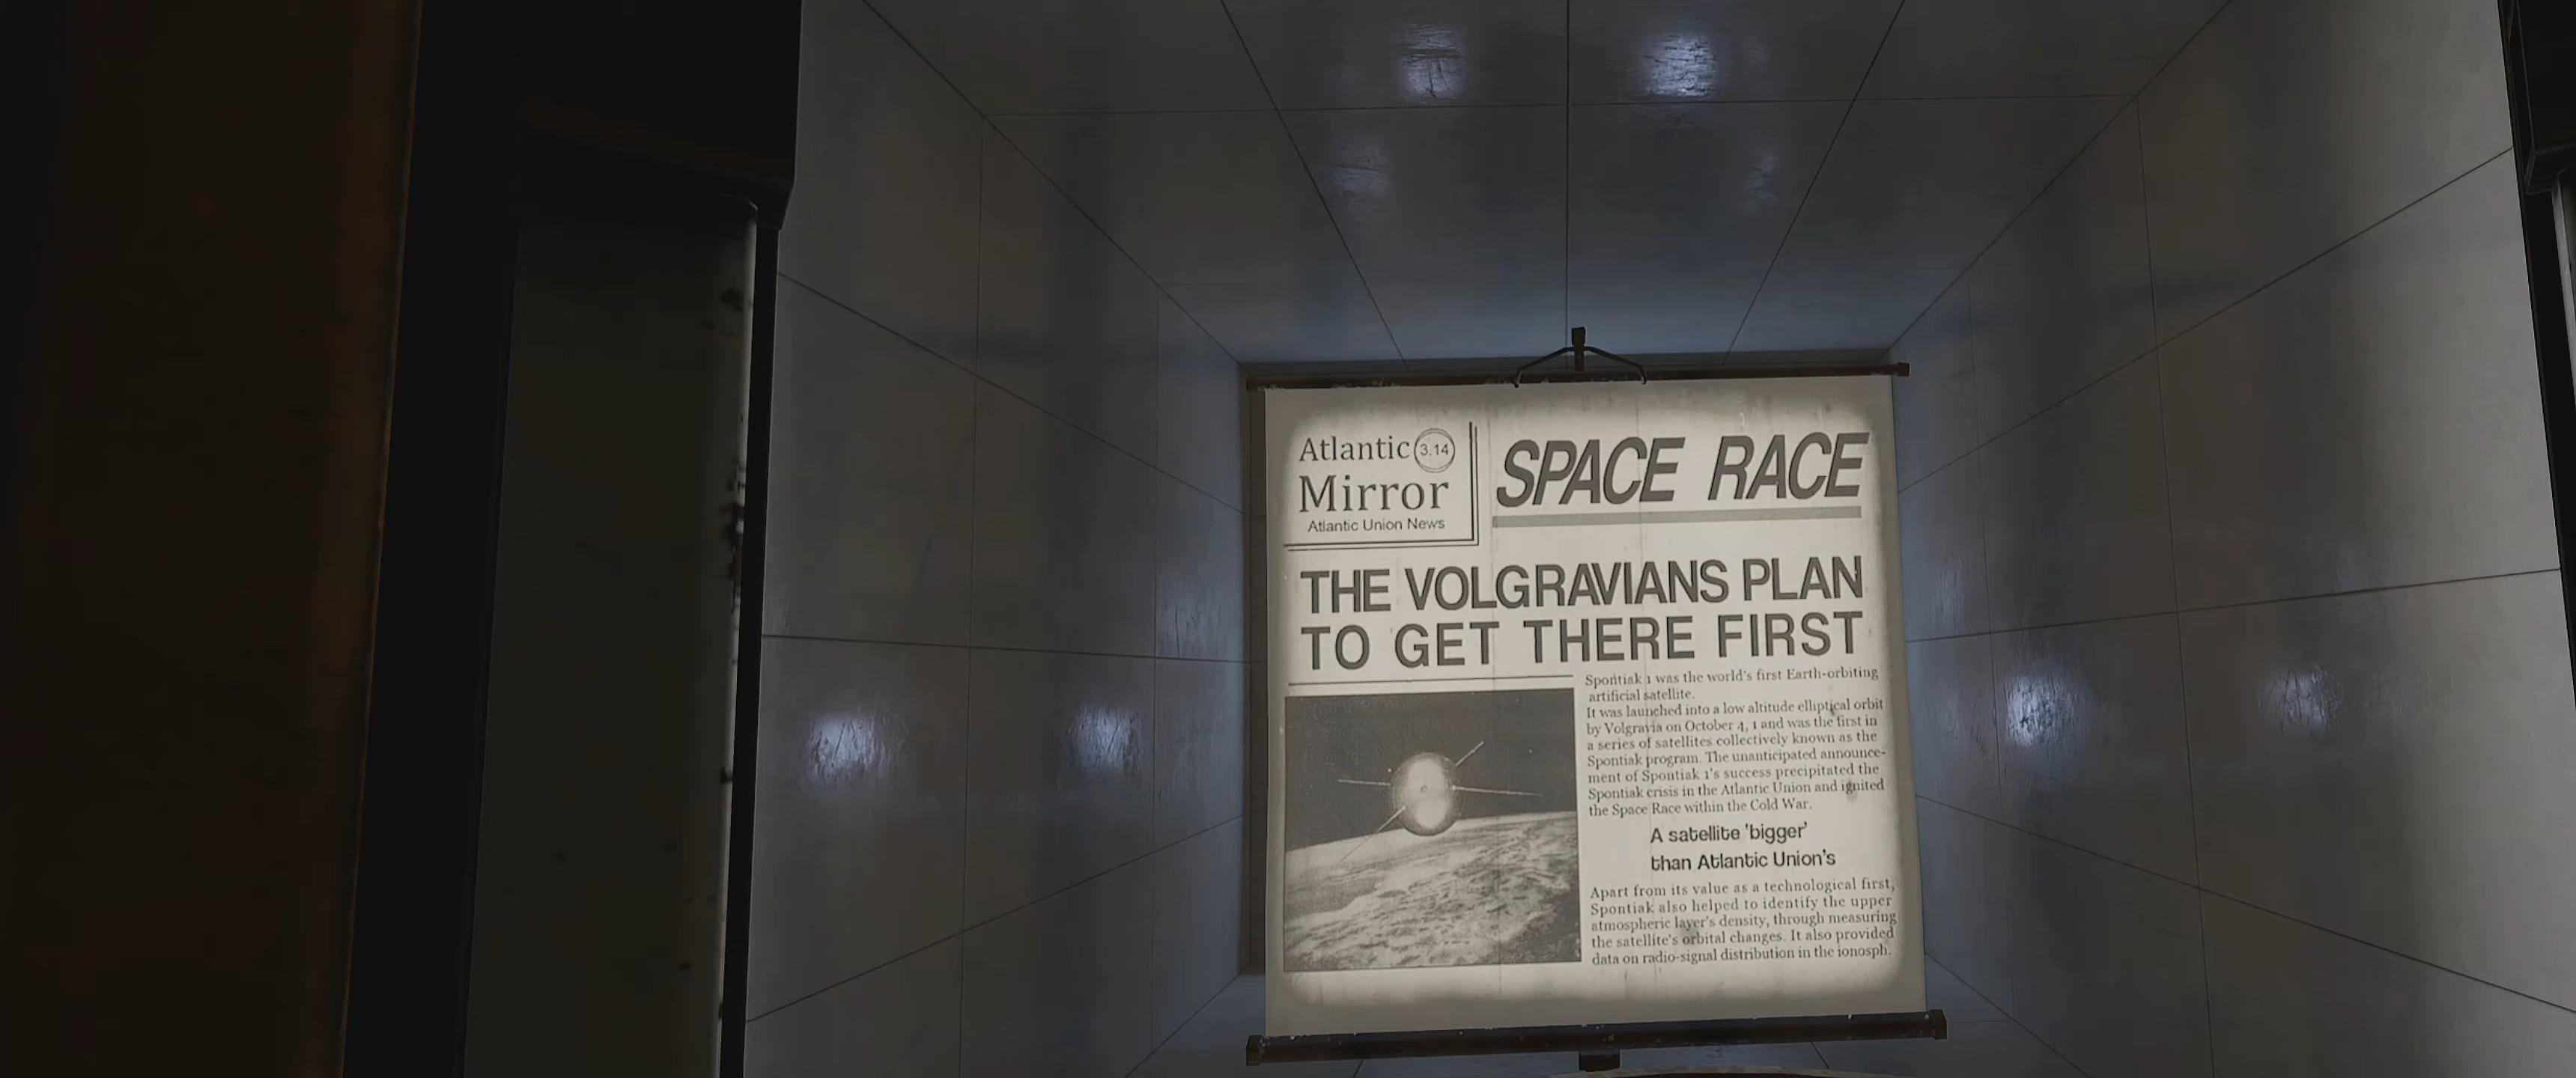 Atlantic 3.14
Mirror
Atlantic Union News
SPACE RACE
THE VOLGRAVIANS PLAN
TO GET THERE FIRST
Spontiak 1 was the world's first Earth-orbiting
artificial satellite.
It was launched into a low altitude elliptical orbit
by Volgravia on October 4, 1 and was the first in
a series of satellites collectively known as the
Spontiak program. The unanticipated announce-
ment of Spontiak 1's success precipitated the
Spontiak crisis in the Atlantic Union and ignited
the Space Race within the Cold War.
A satellite 'bigger'
than Atlantic Union's
Apart from its value as a technological first,
Spontiak also helped to identify the upper
atmospheric layer's density, through measuring
the satellite's orbital changes. It also provided
data on radio-signal distribution in the ionosph.